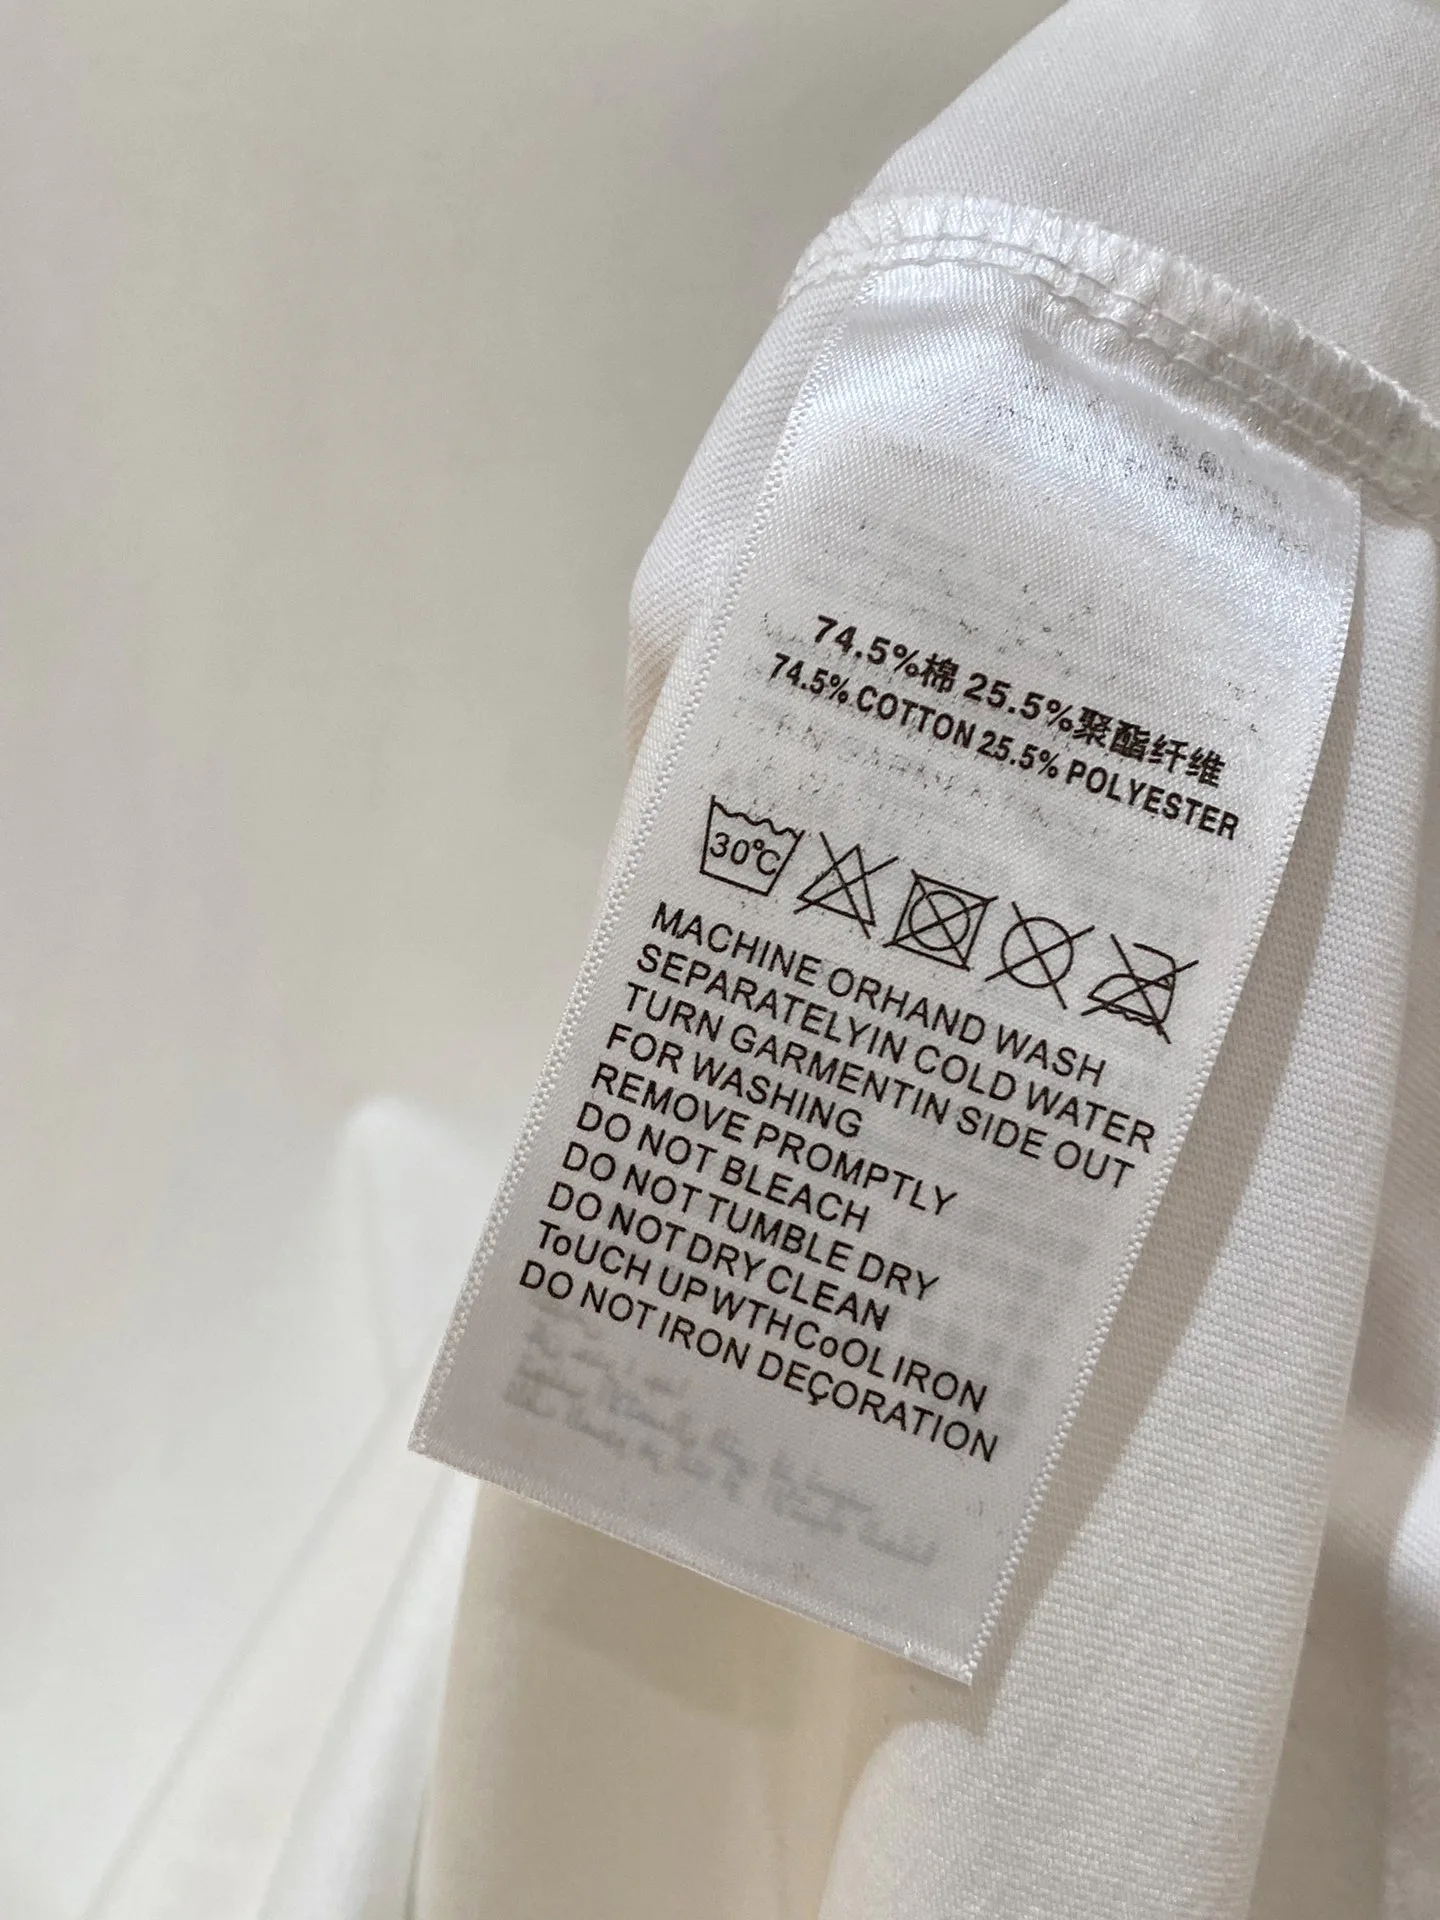 74.5%棉 25.5%聚酯纤维
74.5% COTTON 25.5% POLYESTER
30℃
MACHINE ORHAND WASH
SEPARATELYIN COLD WATER
TURN GARMENTIN SIDE OUT
FOR WASHING
REMOVE PROMPTLY
DO NOT BLEACH
DO NOT TUMBLE DRY
DO NOT DRY CLEAN
ToUCH UP WTH CoOL IRON
DO NOT IRON DEÇORATION